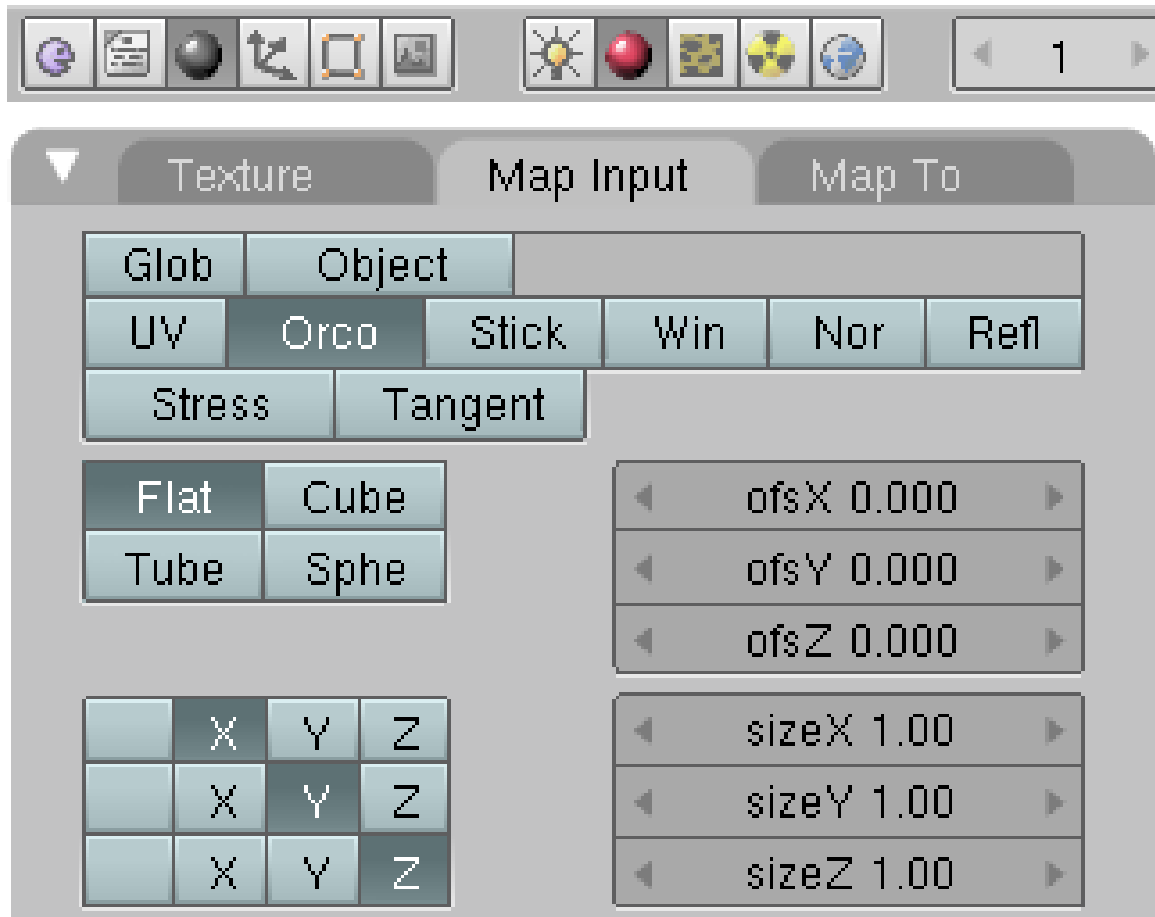 1
Texture Map Input Map To
Glob Object
UV Orco Stick Win Nor Refl
Stress Tangent
Flat Cube
Tube Sphe
ofsX 0.000
ofsY 0.000
ofsZ 0.000
X Y Z
X Y Z
X Y Z
sizeX 1.00
sizeY 1.00
sizeZ 1.00